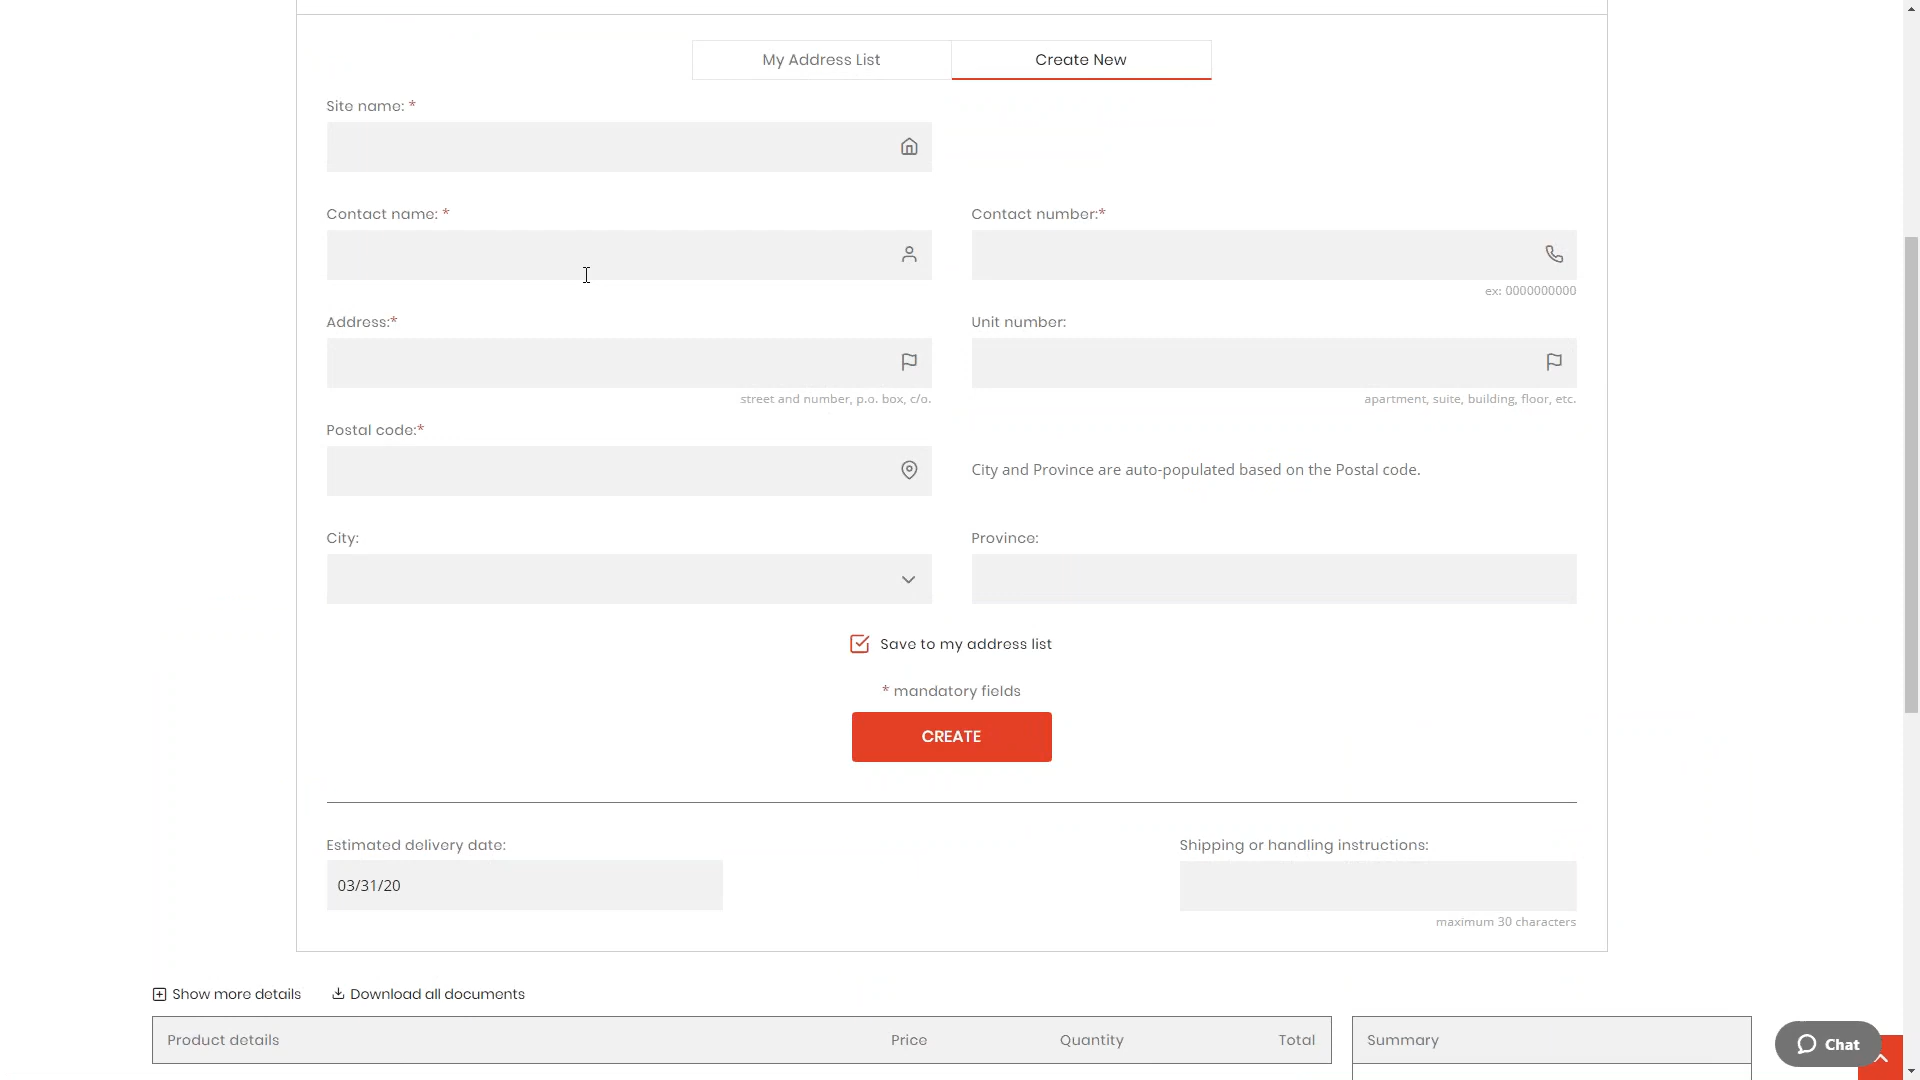 My Address List
Create New
Site name: *
Contact name: *
Contact number:*
ex: 0000000000
Address:*
Unit number:
street and number, p.o. box, c/o.
apartment, suite, building, floor, etc.
Postal code:*
City and Province are auto-populated based on the Postal code.
City:
Province:
Save to my address list
* mandatory fields
CREATE
Estimated delivery date:
Shipping or handling instructions:
03/31/20
maximum 30 characters
Show more details
Download all documents
Product details
Price
Quantity
Total
Summary
Chat